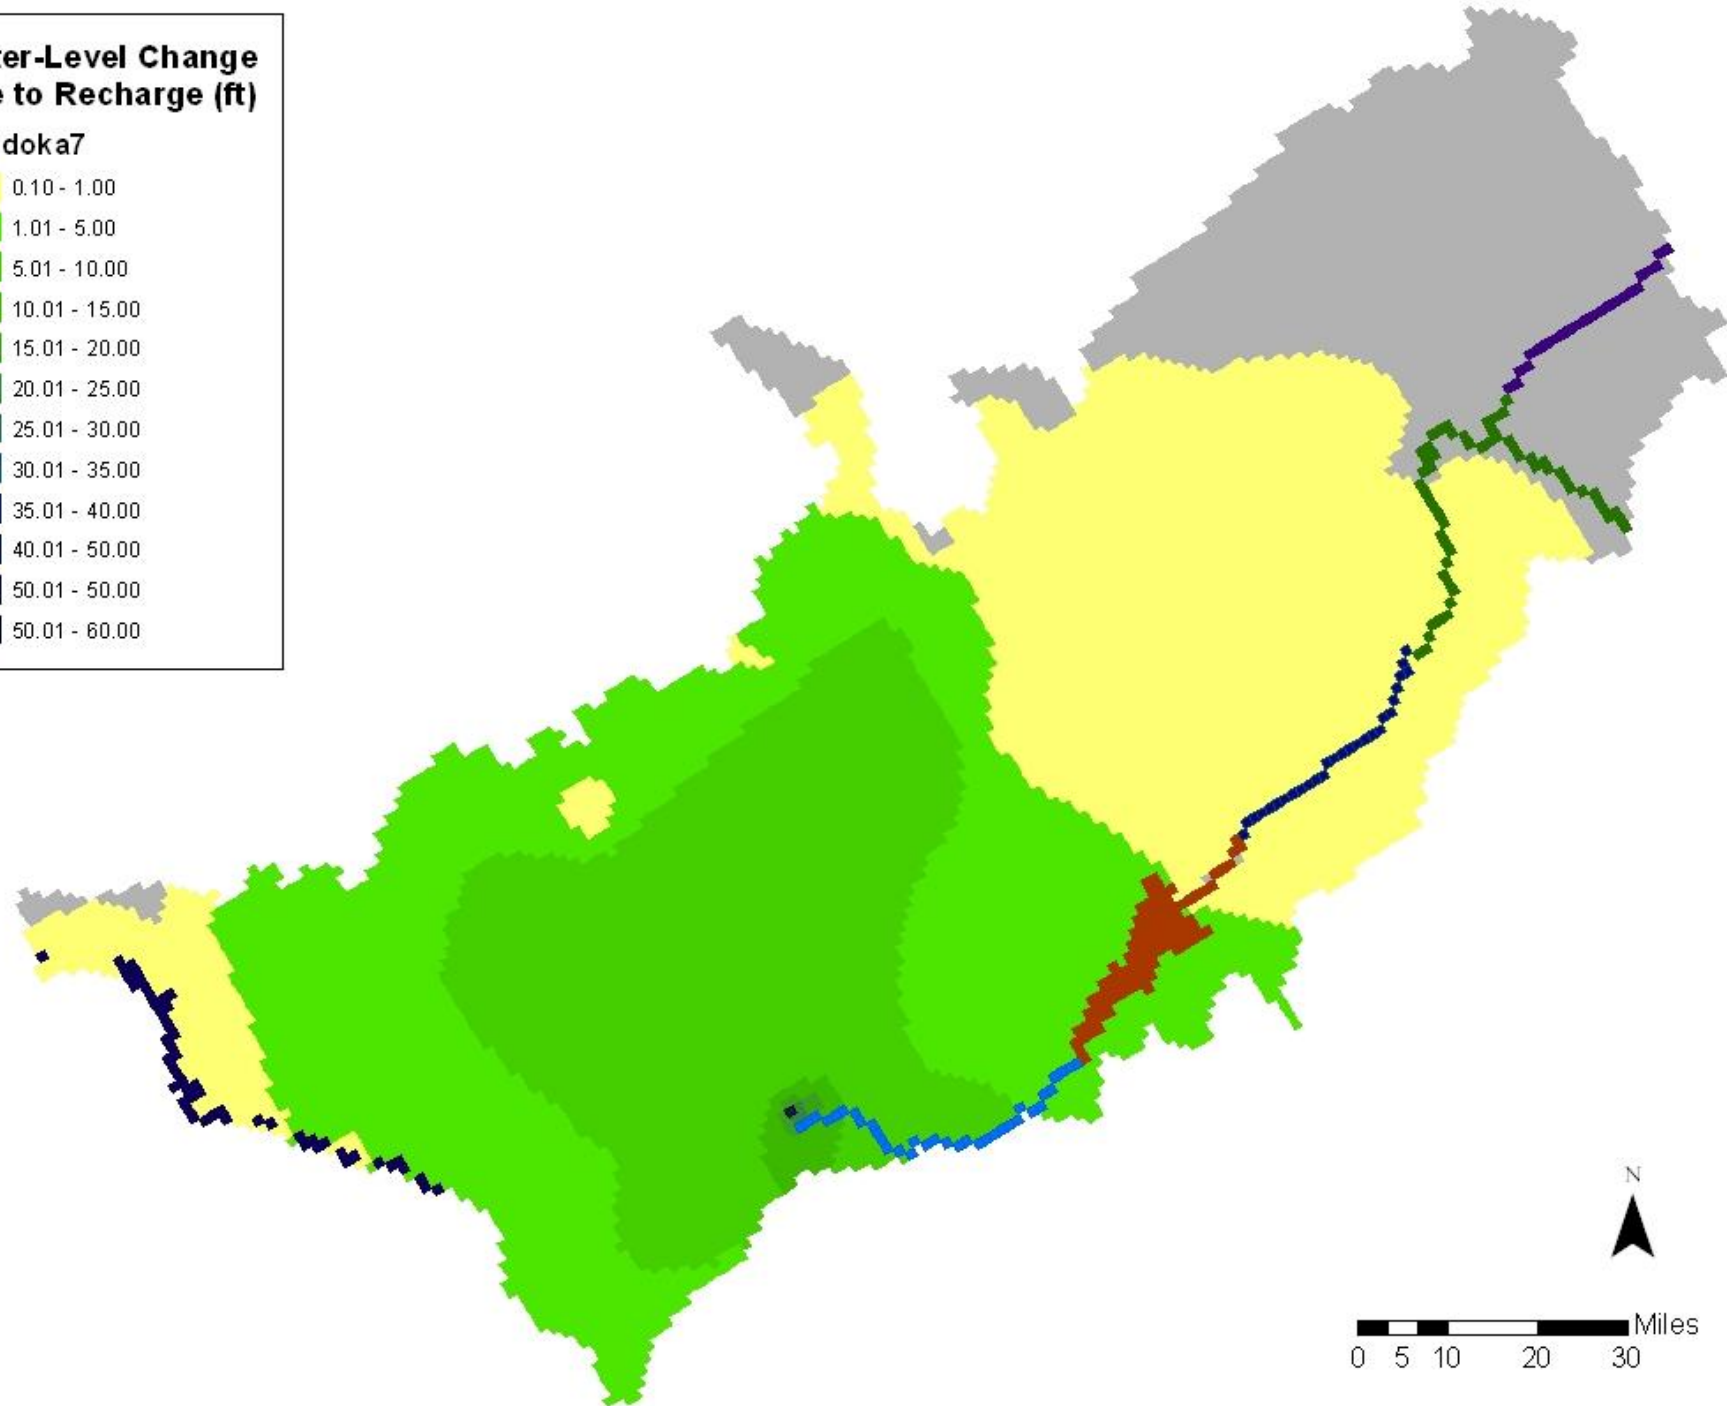 ter-Level Change
e to Recharge (ft)
doka7
0.10 - 1.00
1.01 - 5.00
5.01 - 10.00
10.01 - 15.00
15.01 - 20.00
20.01 - 25.00
25.01 - 30.00
30.01 - 35.00
35.01 - 40.00
40.01 - 50.00
50.01 - 50.00
50.01 - 60.00
N
Miles
0 5 10 20 30